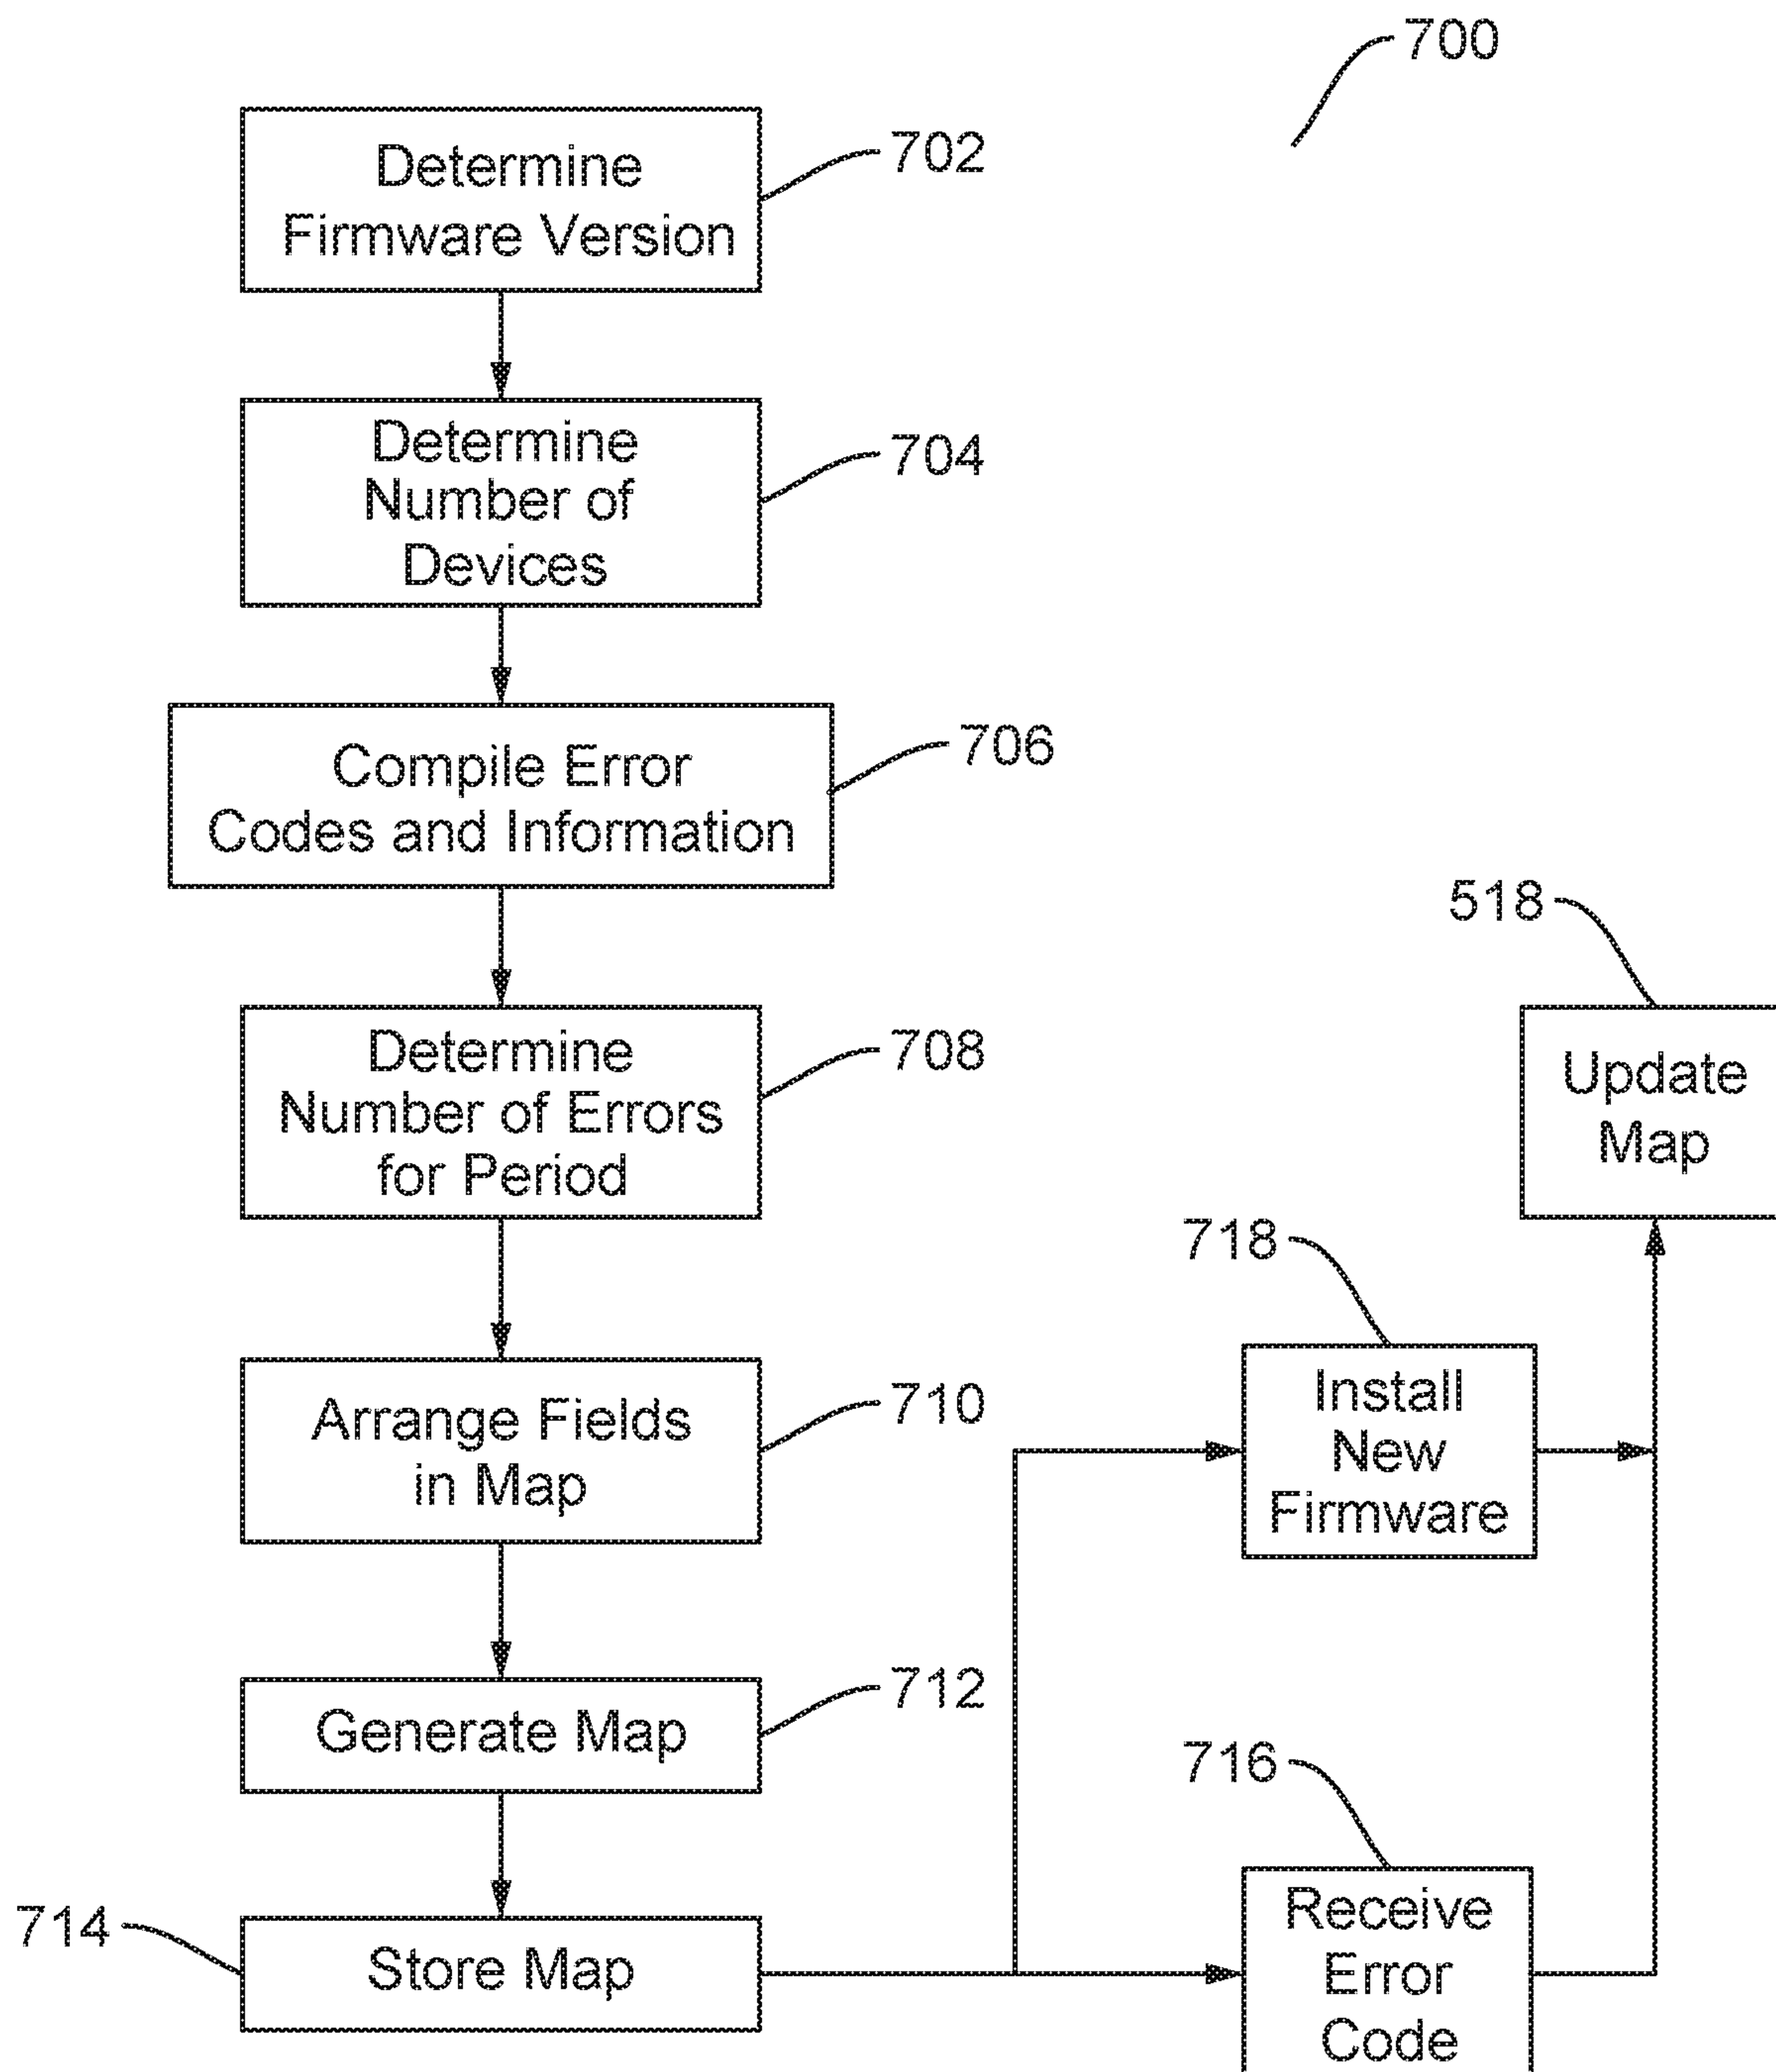 700
Determine
Firmware Version
702
Determine
Number of
Devices
704
Compile Error
Codes and Information
706
Determine
Number of Errors
for Period
708
Arrange Fields
in Map
710
Generate Map
712
714
Store Map
718
Install
New
Firmware
716
Receive
Error
Code
518
Update
Map